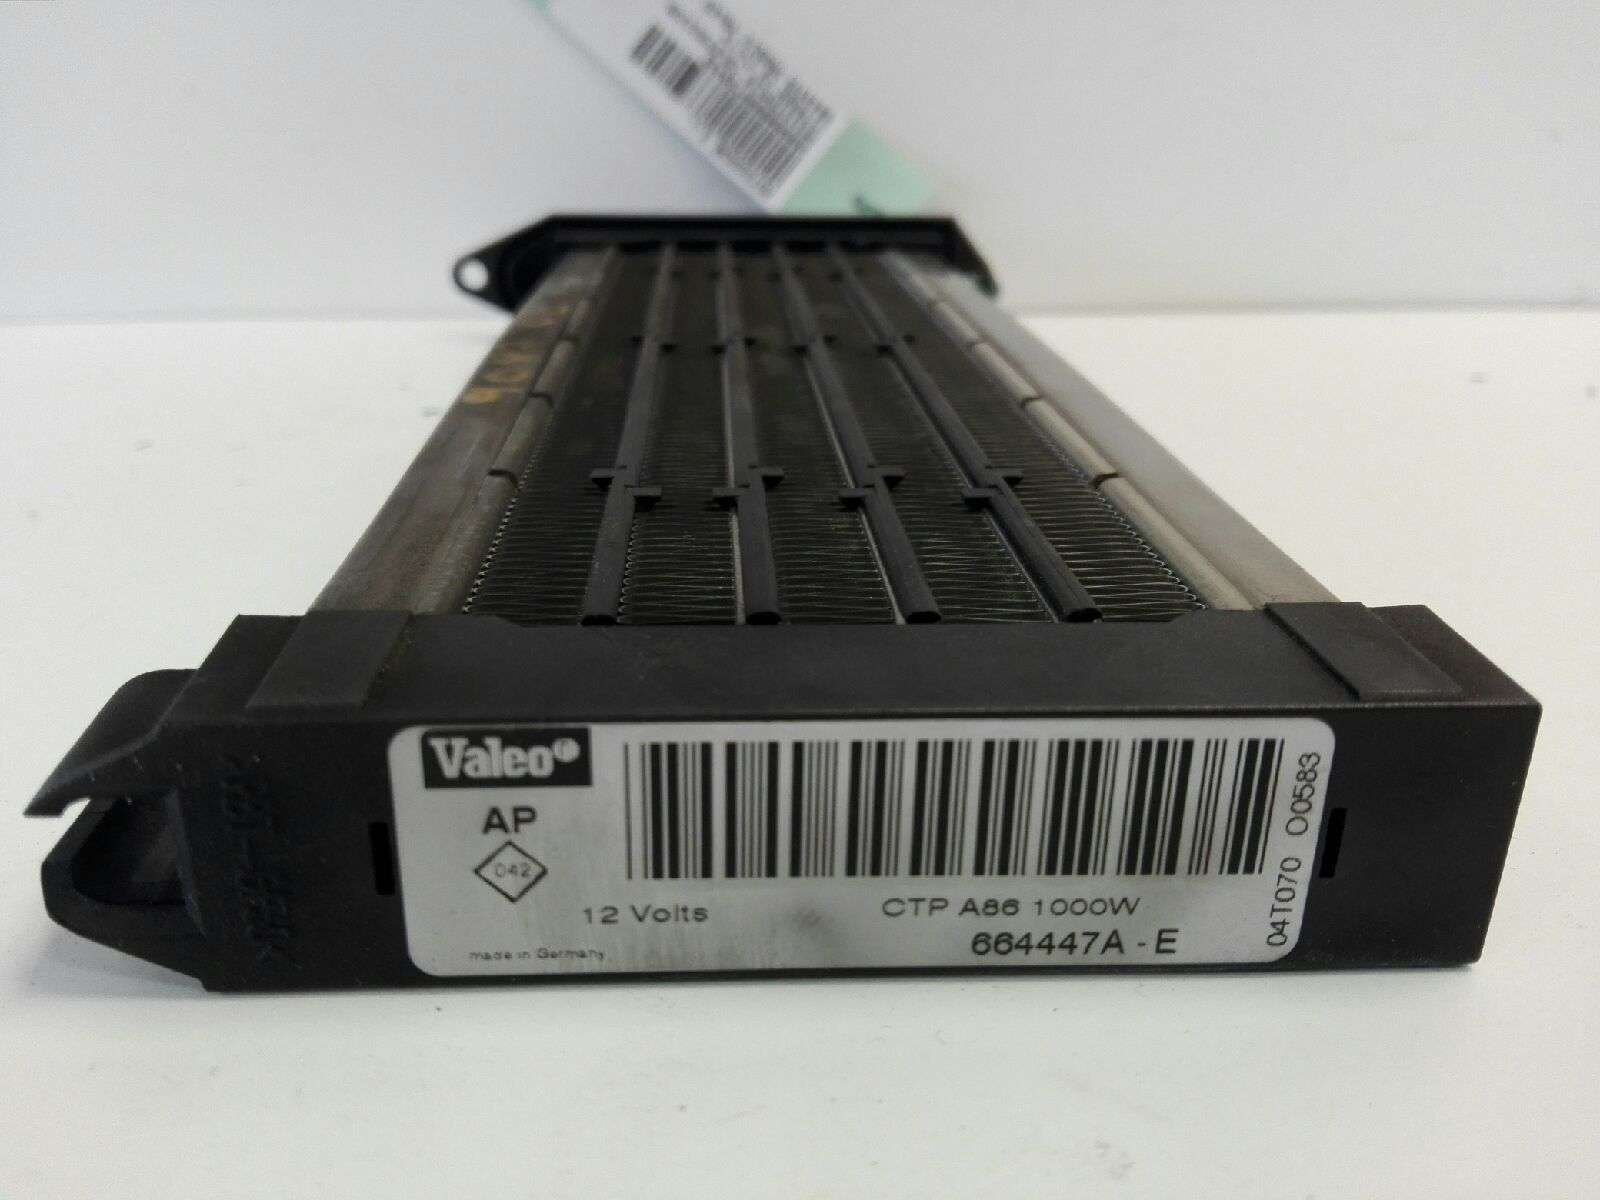 Valeo
AP
042
12 Volts
CTP A86 1000W
664447A - E
made in Germany
04T070 O0583